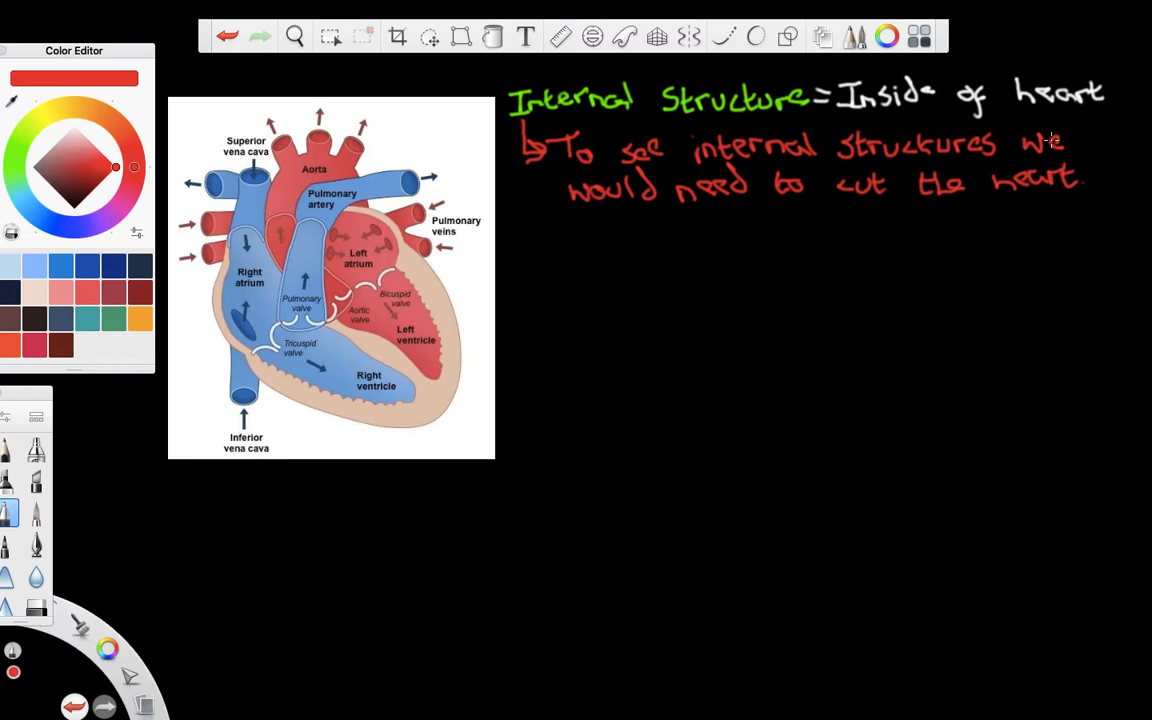 Color Editor
Internal Structure = Inside of heart
To see internal structures we
would need to cut the heart.
Superior
vena cava
Aorta
Pulmonary
artery
Pulmonary
veins
Left
atrium
Right
atrium
Pulmonary
valve
Bicuspid
valve
Aortic
valve
Left
ventricle
Tricuspid
valve
Right
ventricle
Inferior
vena cava